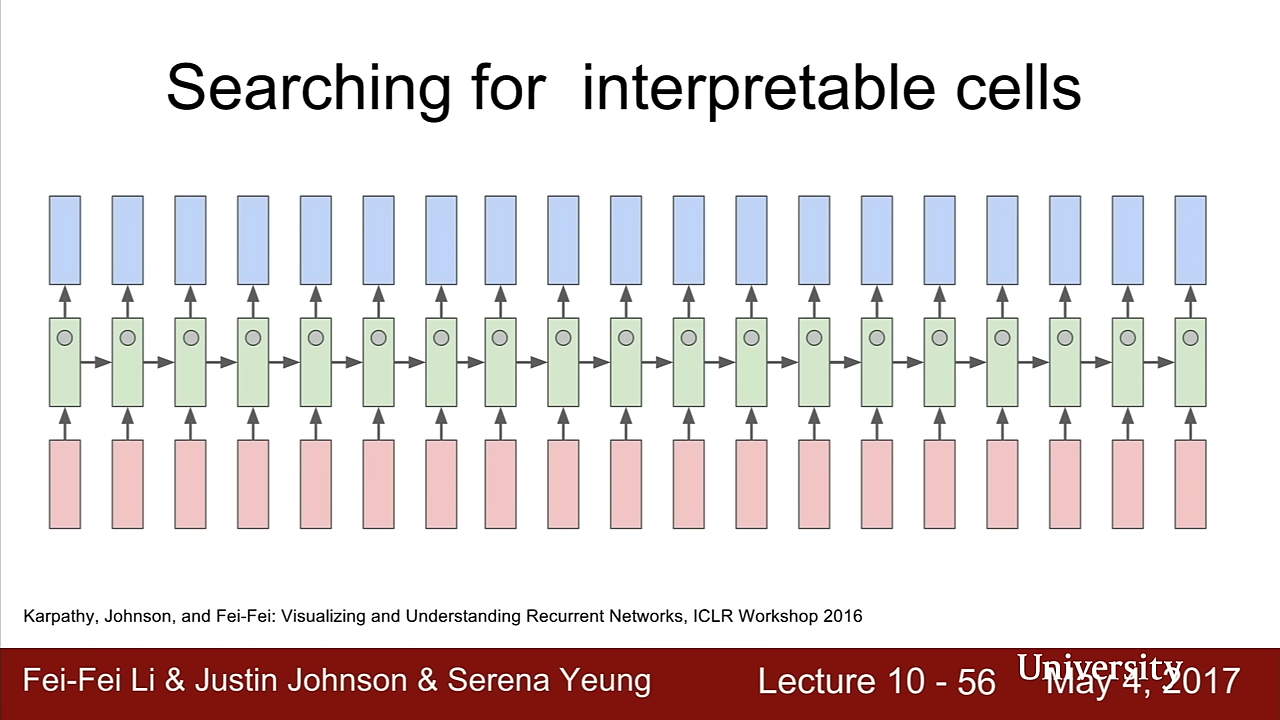 Searching for  interpretable cells
Karpathy, Johnson, and Fei-Fei: Visualizing and Understanding Recurrent Networks, ICLR Workshop 2016
Fei-Fei Li & Justin Johnson & Serena Yeung
Lecture 10 - 56
University
May 4, 2017